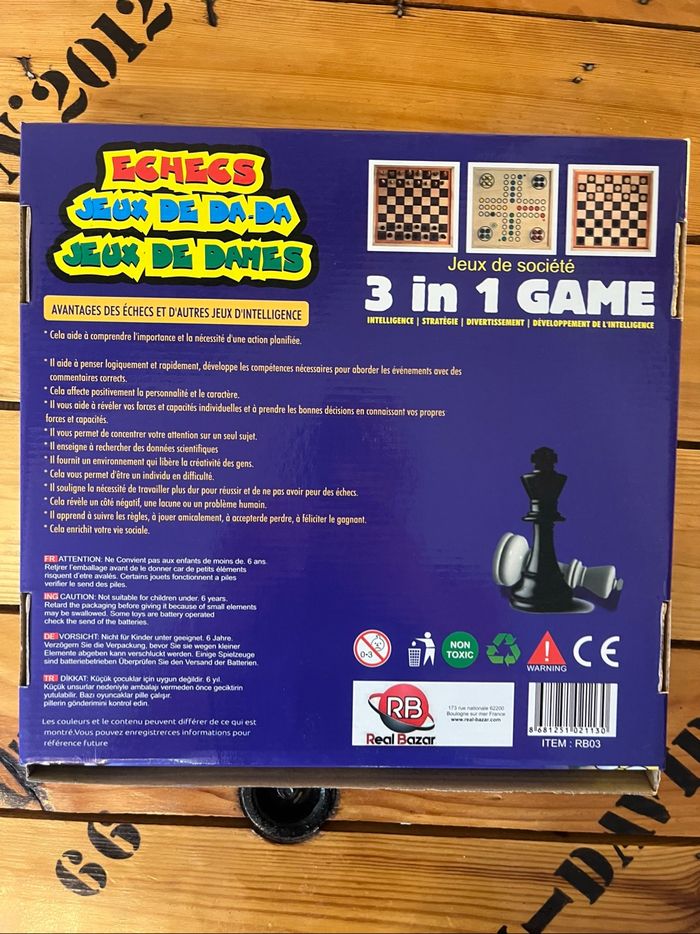 N° 2012
ECHECS
JEUX DE DA-DA
JEUX DE DAMES
Jeux de société
3 in 1 GAME
INTELLIGENCE | STRATÉGIE | DIVERTISSEMENT | DÉVELOPPEMENT DE L'INTELLIGENCE
AVANTAGES DES ÉCHECS ET D'AUTRES JEUX D'INTELLIGENCE
* Cela aide à comprendre l'importance et la nécessité d'une action planifiée.
* Il aide à penser logiquement et rapidement, développe les compétences nécessaires pour aborder les événements avec des
commentaires corrects.
* Cela affecte positivement la personnalité et le caractère.
* Il vous aide à révéler vos forces et capacités individuelles et à prendre les bonnes décisions en connaissant vos propres
forces et capacités.
* Il vous permet de concentrer votre attention sur un seul sujet.
* Il enseigne à rechercher des données scientifiques
* Il fournit un environnement qui libère la créativité des gens.
* Cela vous permet d'être un individu en difficulté.
* Il souligne la nécessité de travailler plus dur pour réussir et de ne pas avoir peur des échecs.
* Cela révèle un côté négatif, une lacune ou un problème humain.
* Il apprend à suivre les règles, à jouer amicalement, à accepterde perdre, à féliciter le gagnant.
* Cela enrichit votre vie sociale.
FR ATTENTION: Ne Convient pas aux enfants de moins de. 6 ans.
Retjrer l'emballage avant de le donner car de petits éléments
risquent d'etre avalés. Certains jouets fonctionnent a piles
verifier le send des piles.
ING CAUTION: Not suitable for children under. 6 years.
Retard the packaging before giving it because of small elements
may be swallowed. Some toys are battery operated
check the send of the batteries.
DE VORSICHT: Nicht für Kinder unter geeignet. 6 Jahre.
Verzögern Sie die Verpackung, bevor Sie sie wegen kleiner
Elemente abgeben kann verschluckt werden. Einige Spielzeuge
sind batteriebetrieben Überprüfen Sie den Versand der Batterien.
TR DİKKAT: Küçük çocuklar için uygun değildir. 6 yıl.
Küçük unsurlar nedeniyle ambalajı vermeden önce geciktirin
yutulabilir. Bazı oyuncaklar pille çalışır.
pillerin gönderimini kontrol edin.
Les couleurs et le contenu peuvent différer de ce qui est
montré.Vous pouvez enregistrerces informations pour
référence future
0-3
NON
TOXIC
WARNING
CE
RB
Real Bazar
173 rue nationale 62200
Boulogne sur mer France
www.real-bazar.com
8 681251 021130
ITEM : RB03
66